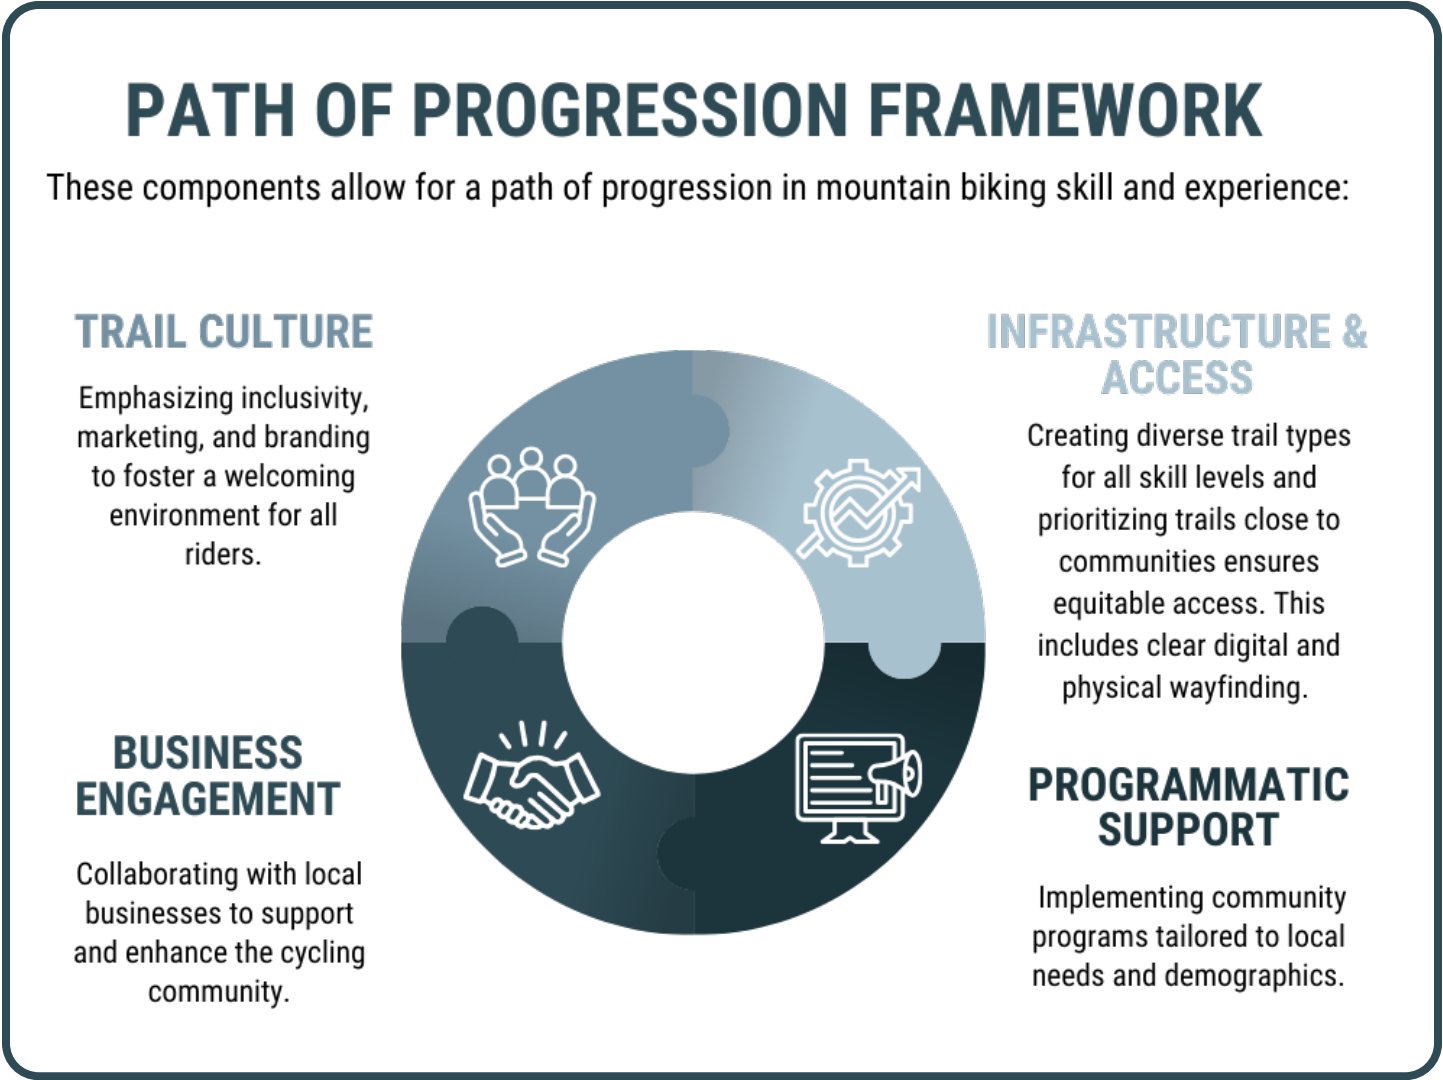 PATH OF PROGRESSION FRAMEWORK
These components allow for a path of progression in mountain biking skill and experience:
TRAIL CULTURE
Emphasizing inclusivity,
marketing, and branding
to foster a welcoming
environment for all
riders.
INFRASTRUCTURE &
ACCESS
Creating diverse trail types
for all skill levels and
prioritizing trails close to
communities ensures
equitable access. This
includes clear digital and
physical wayfinding.
BUSINESS
ENGAGEMENT
Collaborating with local
businesses to support
and enhance the cycling
community.
PROGRAMMATIC
SUPPORT
Implementing community
programs tailored to local
needs and demographics.